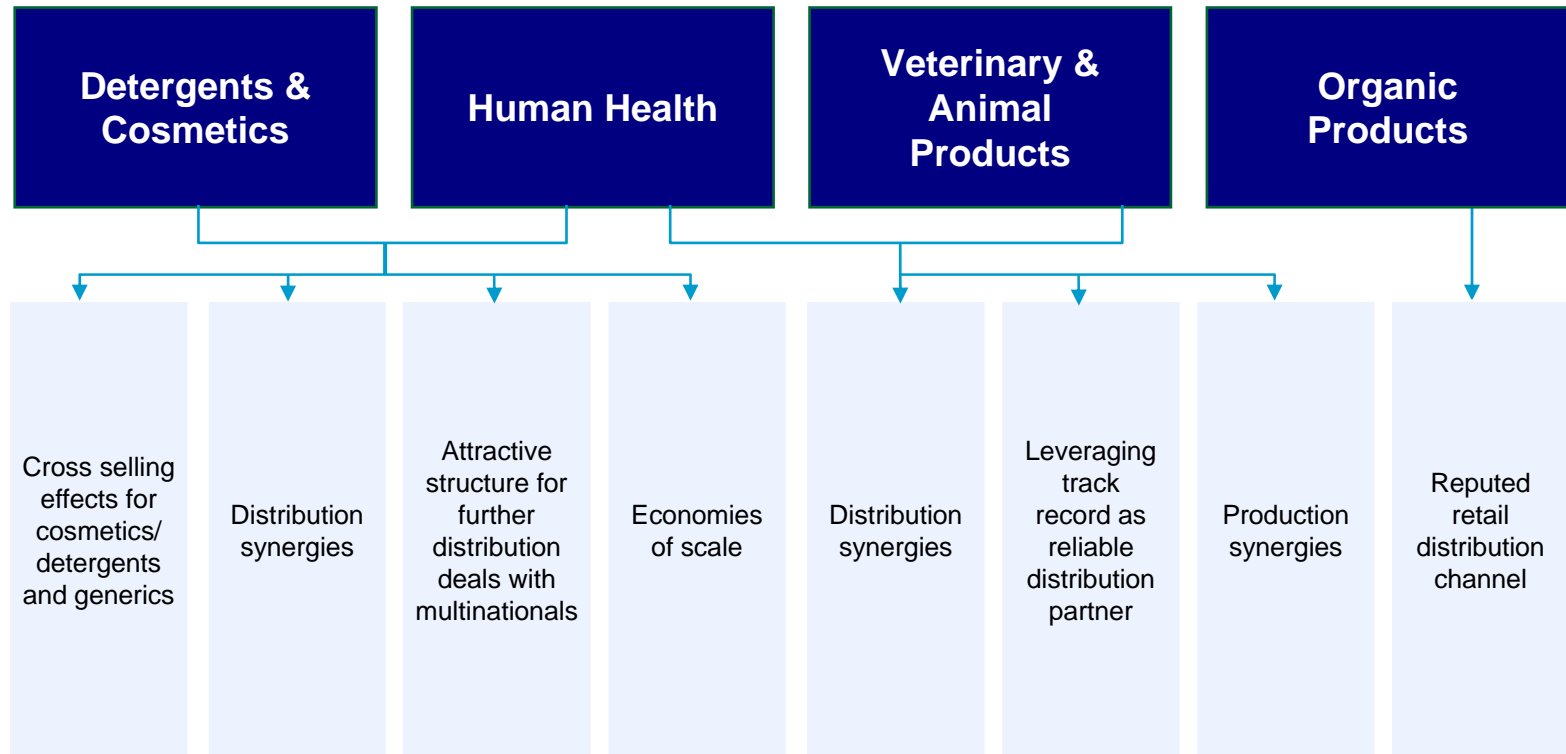 Detergents &
Cosmetics
Human Health
Veterinary &
Animal
Products
Organic
Products
Cross selling
effects for
cosmetics/
detergents
and generics
Distribution
synergies
Attractive
structure for
further
distribution
deals with
multinationals
Economies
of scale
Distribution
synergies
Leveraging
track
record as
reliable
distribution
partner
Production
synergies
Reputed
retail
distribution
channel